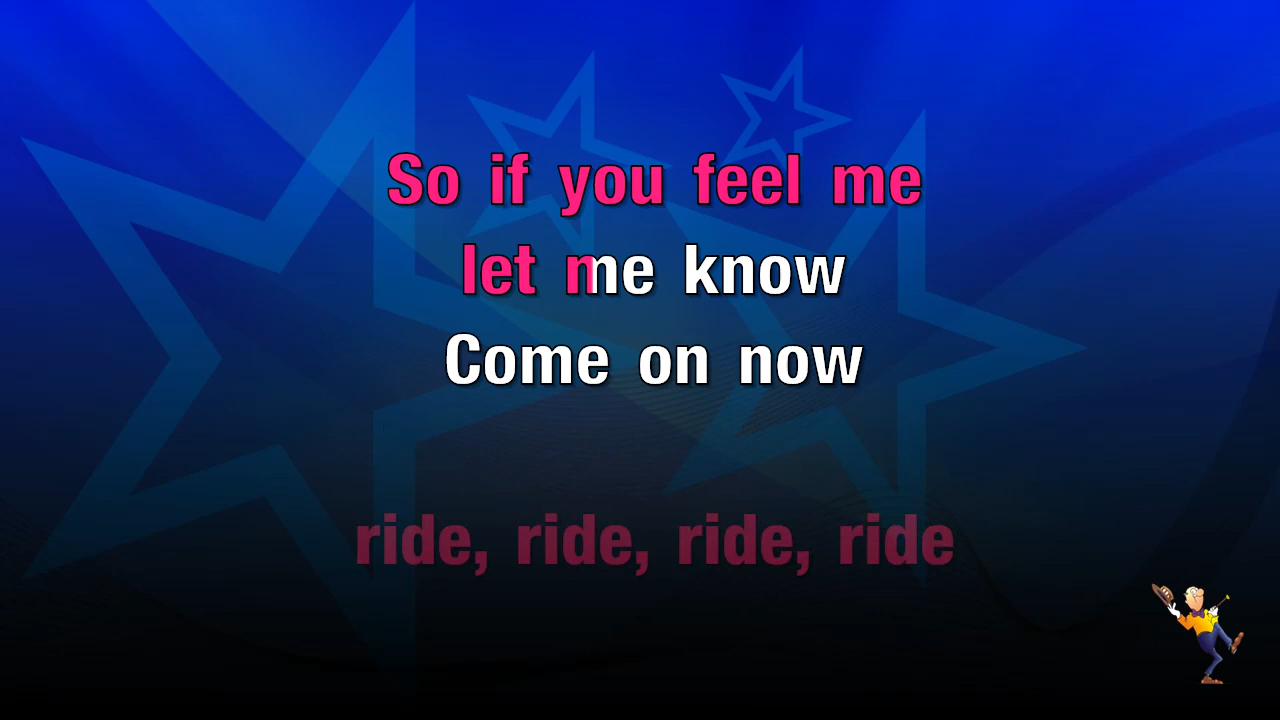 So if you feel me
let me know
Come on now
ride, ride, ride, ride